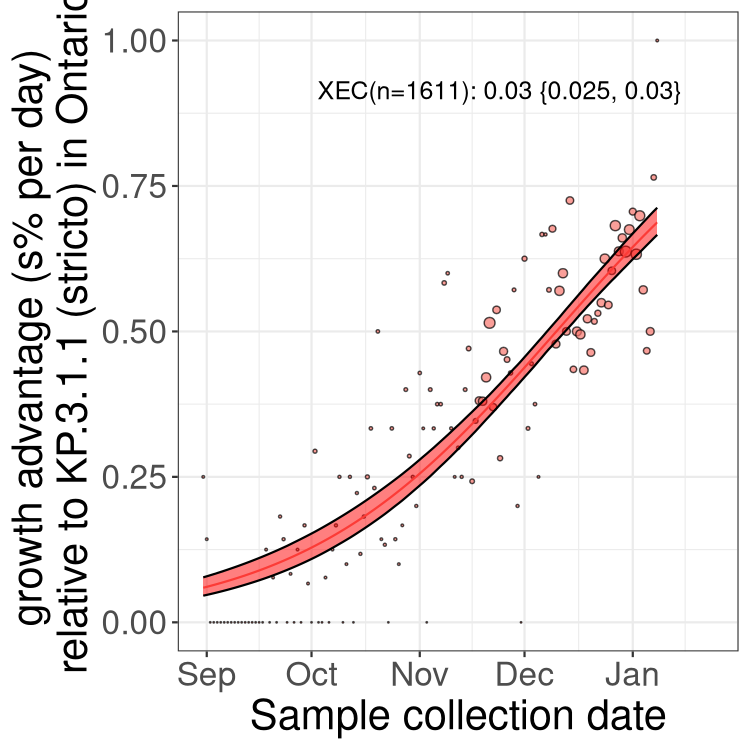 growth advantage (s% per day)
relative to KP.3.1.1 (stricto) in Ontario
1.00
0.75
0.50
0.25
0.00
XEC(n=1611): 0.03 {0.025, 0.03}
Sep Oct Nov Dec Jan
Sample collection date